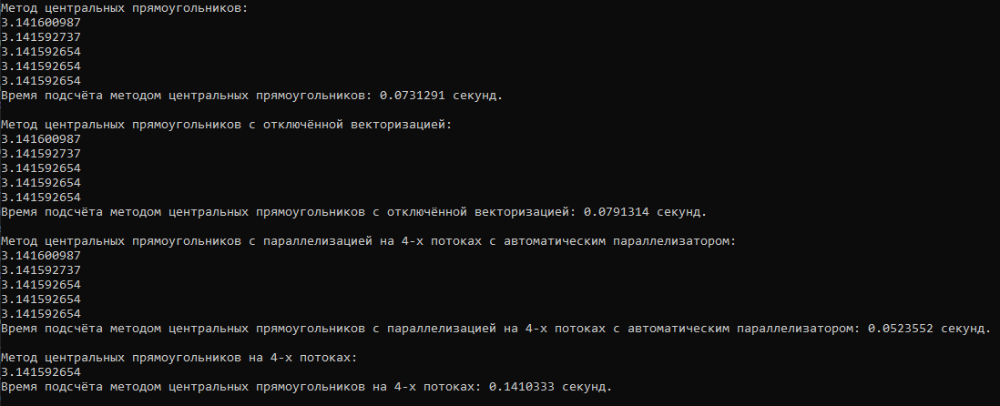 Метод центральных прямоугольников:
3.141600987
3.141592737
3.141592654
3.141592654
3.141592654
Время подсчёта методом центральных прямоугольников: 0.0731291 секунд.
Метод центральных прямоугольников с отключённой векторизацией:
3.141600987
3.141592737
3.141592654
3.141592654
3.141592654
Время подсчёта методом центральных прямоугольников с отключённой векторизацией: 0.0791314 секунд.
Метод центральных прямоугольников с параллелизацией на 4-х потоках с автоматическим параллелизатором:
3.141600987
3.141592737
3.141592654
3.141592654
3.141592654
Время подсчёта методом центральных прямоугольников с параллелизацией на 4-х потоках с автоматическим параллелизатором: 0.0523552 секунд.
Метод центральных прямоугольников на 4-х потоках:
3.141592654
Время подсчёта методом центральных прямоугольников на 4-х потоках: 0.1410333 секунд.